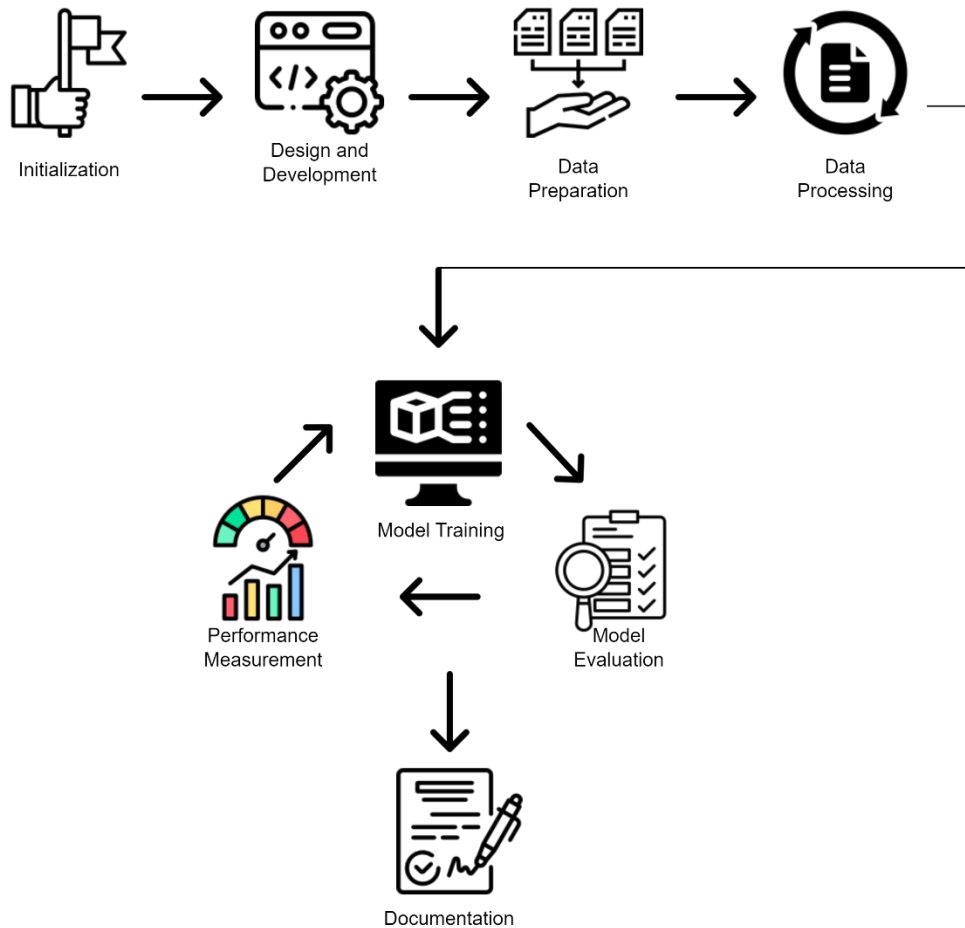 Initialization
Design and
Development
Data
Preparation
Data
Processing
Model Training
Performance
Measurement
Model
Evaluation
Documentation